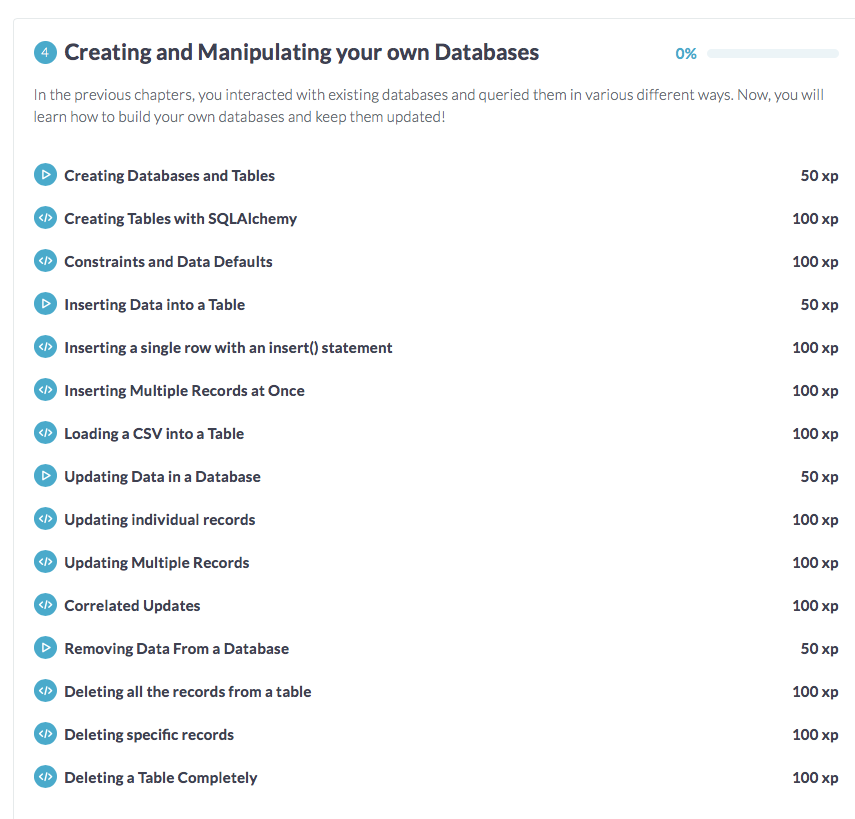 4 Creating and Manipulating your own Databases 0%
In the previous chapters, you interacted with existing databases and queried them in various different ways. Now, you will
learn how to build your own databases and keep them updated!
Creating Databases and Tables 50 xp
</> Creating Tables with SQLAlchemy 100 xp
</> Constraints and Data Defaults 100 xp
Inserting Data into a Table 50 xp
</> Inserting a single row with an insert() statement 100 xp
</> Inserting Multiple Records at Once 100 xp
</> Loading a CSV into a Table 100 xp
Updating Data in a Database 50 xp
</> Updating individual records 100 xp
</> Updating Multiple Records 100 xp
</> Correlated Updates 100 xp
Removing Data From a Database 50 xp
</> Deleting all the records from a table 100 xp
</> Deleting specific records 100 xp
</> Deleting a Table Completely 100 xp